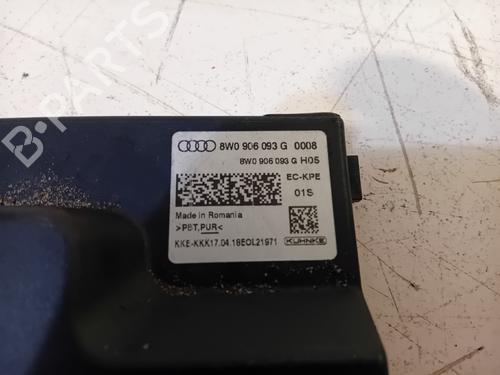 B-PARTS
8W0 906 093 G 0008
8W0 906 093 G H05
EC-KPE
01S
Made in Romania
>PBT,PUR<
KKE-KKK17.04.18EOL21971
KUHNKE